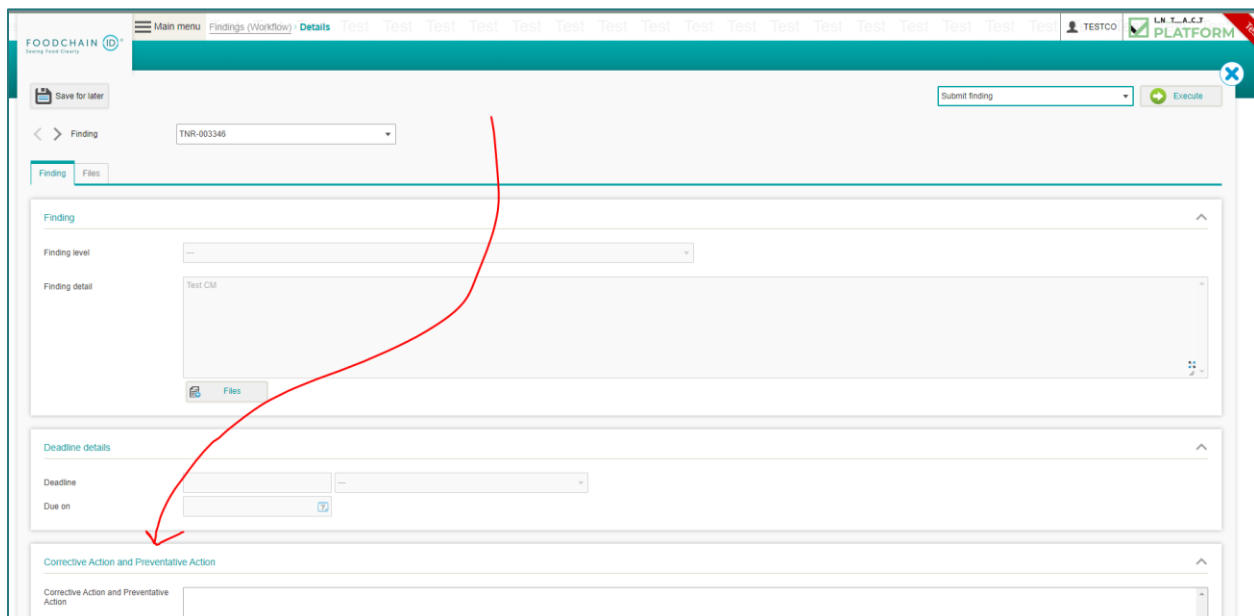 FOODCHAIN ID®
Seeing Food Clearly
Main menu Findings (Workflow) › Details Test Test Test Test Test Test Test Test Test Test Test Test Test Test Test Test Test
TESTCO
I.N.T._.A.C.T
PLATFORM
Save for later
Submit finding
Execute
Finding TNR-003346
Finding Files
Finding
Finding level ---
Finding detail Test CM
Files
Deadline details
Deadline ---
Due on
Corrective Action and Preventative Action
Corrective Action and Preventative
Action